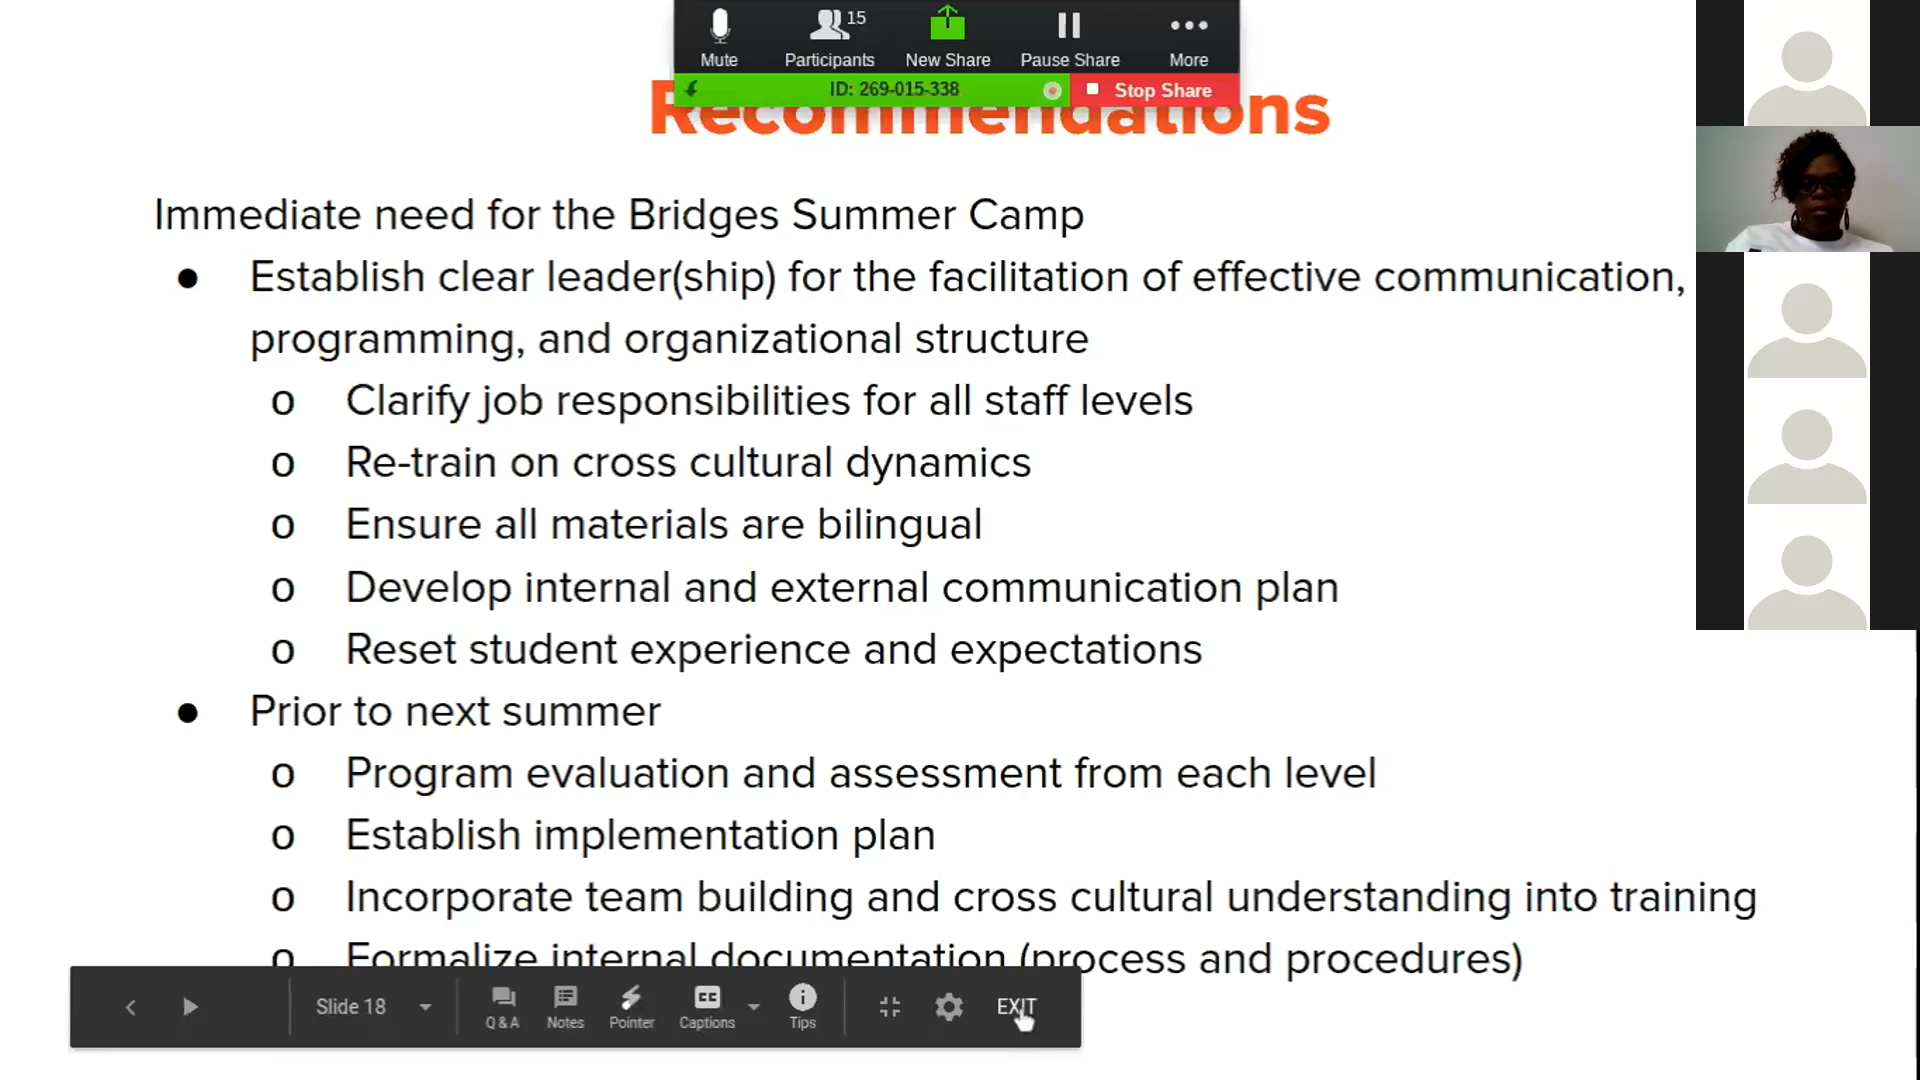 15
Mute
Participants
New Share
Pause Share
More
ID: 269-015-338
Stop Share
Recommendations
Immediate need for the Bridges Summer Camp
● Establish clear leader(ship) for the facilitation of effective communication,
programming, and organizational structure
o Clarify job responsibilities for all staff levels
o Re-train on cross cultural dynamics
o Ensure all materials are bilingual
o Develop internal and external communication plan
o Reset student experience and expectations
● Prior to next summer
o Program evaluation and assessment from each level
o Establish implementation plan
o Incorporate team building and cross cultural understanding into training
o Formalize internal documentation (process and procedures)
Slide 18
Q & A
Notes
Pointer
CC
Captions
Tips
EXIT